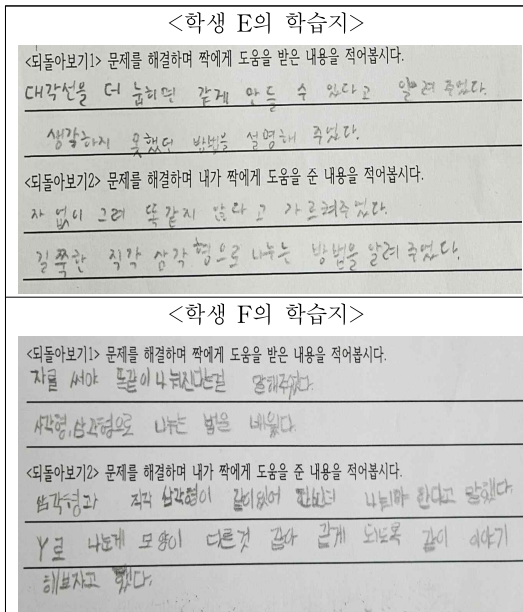 <학생 E의 학습지>
<되돌아보기1> 문제를 해결하며 짝에게 도움을 받은 내용을 적어봅시다.
대각선을 더 눕히면 같게 만들 수 있다고 알려주었다.
생각하지 못했던 방법을 설명해 주었다.
<되돌아보기2> 문제를 해결하며 내가 짝에게 도움을 준 내용을 적어봅시다.
자 없이 그려 똑같지 않다고 가르쳐주었다.
길쭉한 직각 삼각형으로 나누는 방법을 알려주었다.
<학생 F의 학습지>
<되돌아보기1> 문제를 해결하며 짝에게 도움을 받은 내용을 적어봅시다.
자를 써야 똑같이 나눠진다는걸 말해주었다.
사각형, 삼각형으로 나누는 법을 배웠다.
<되돌아보기2> 문제를 해결하며 내가 짝에게 도움을 준 내용을 적어봅시다.
삼각형과 직각 삼각형이 같이있어 나눠야 한다고 말했다.
Y로 나눈게 모양이 다른것 같아 같게 되도록 같이 이야기
해보자고 했다.